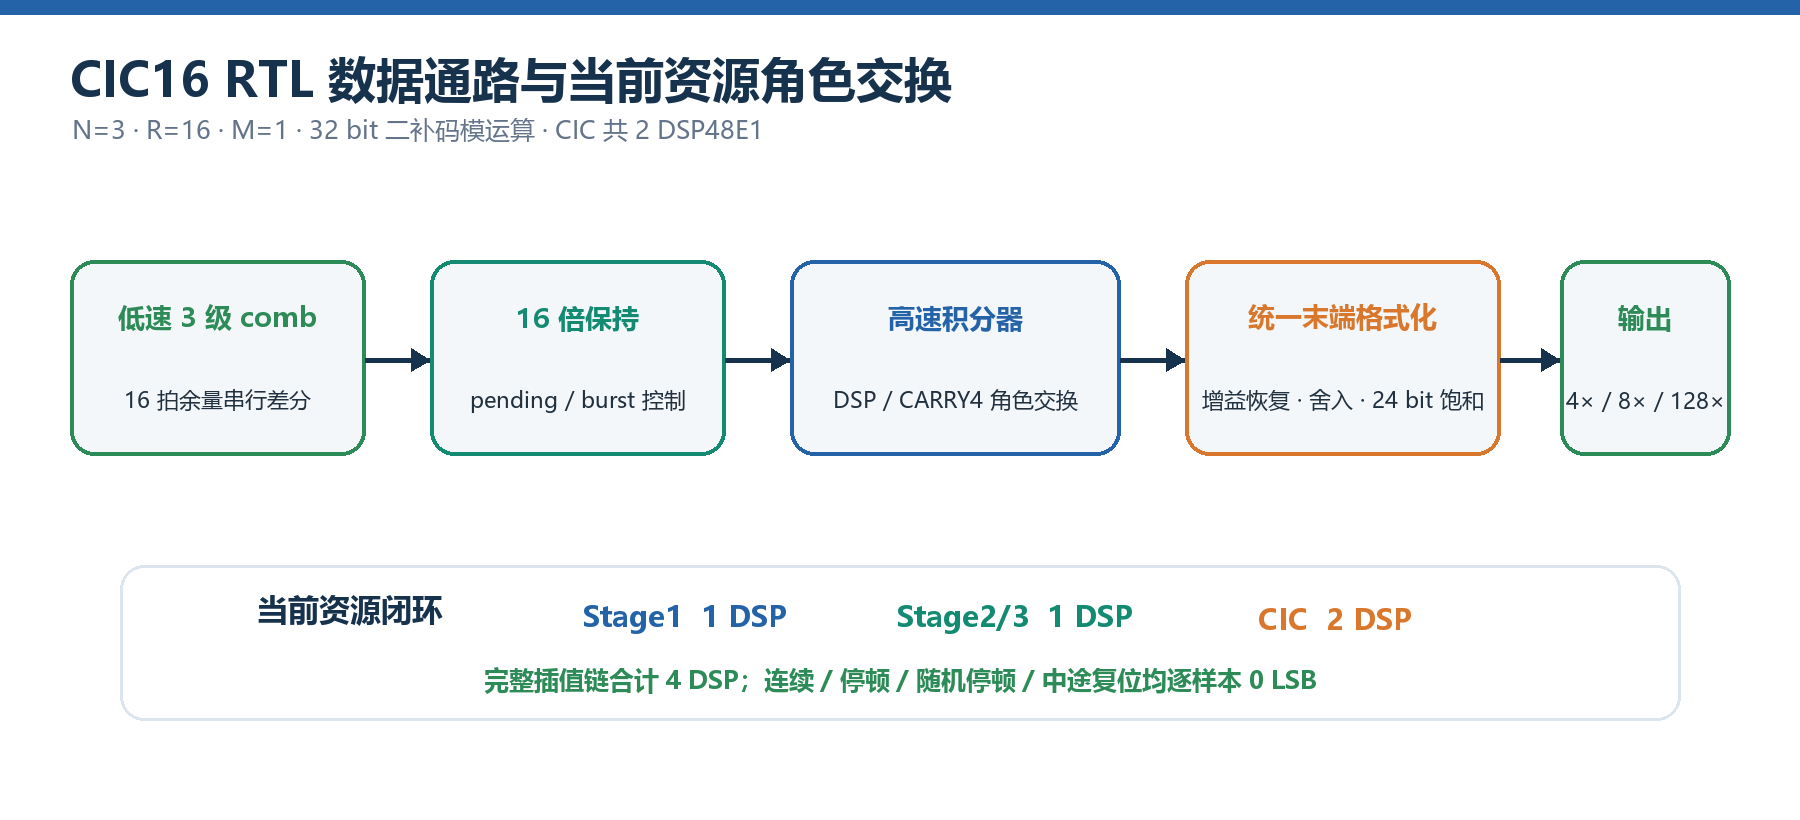 CIC16 RTL 数据通路与当前资源角色交换
N=3 · R=16 · M=1 · 32 bit 二补码模运算 · CIC 共 2 DSP48E1
低速 3 级 comb
16 拍余量串行差分
16 倍保持
pending / burst 控制
高速积分器
DSP / CARRY4 角色交换
统一末端格式化
增益恢复 · 舍入 · 24 bit 饱和
输出
4× / 8× / 128×
当前资源闭环
Stage1 1 DSP
Stage2/3 1 DSP
CIC 2 DSP
完整插值链合计 4 DSP；连续 / 停顿 / 随机停顿 / 中途复位均逐样本 0 LSB